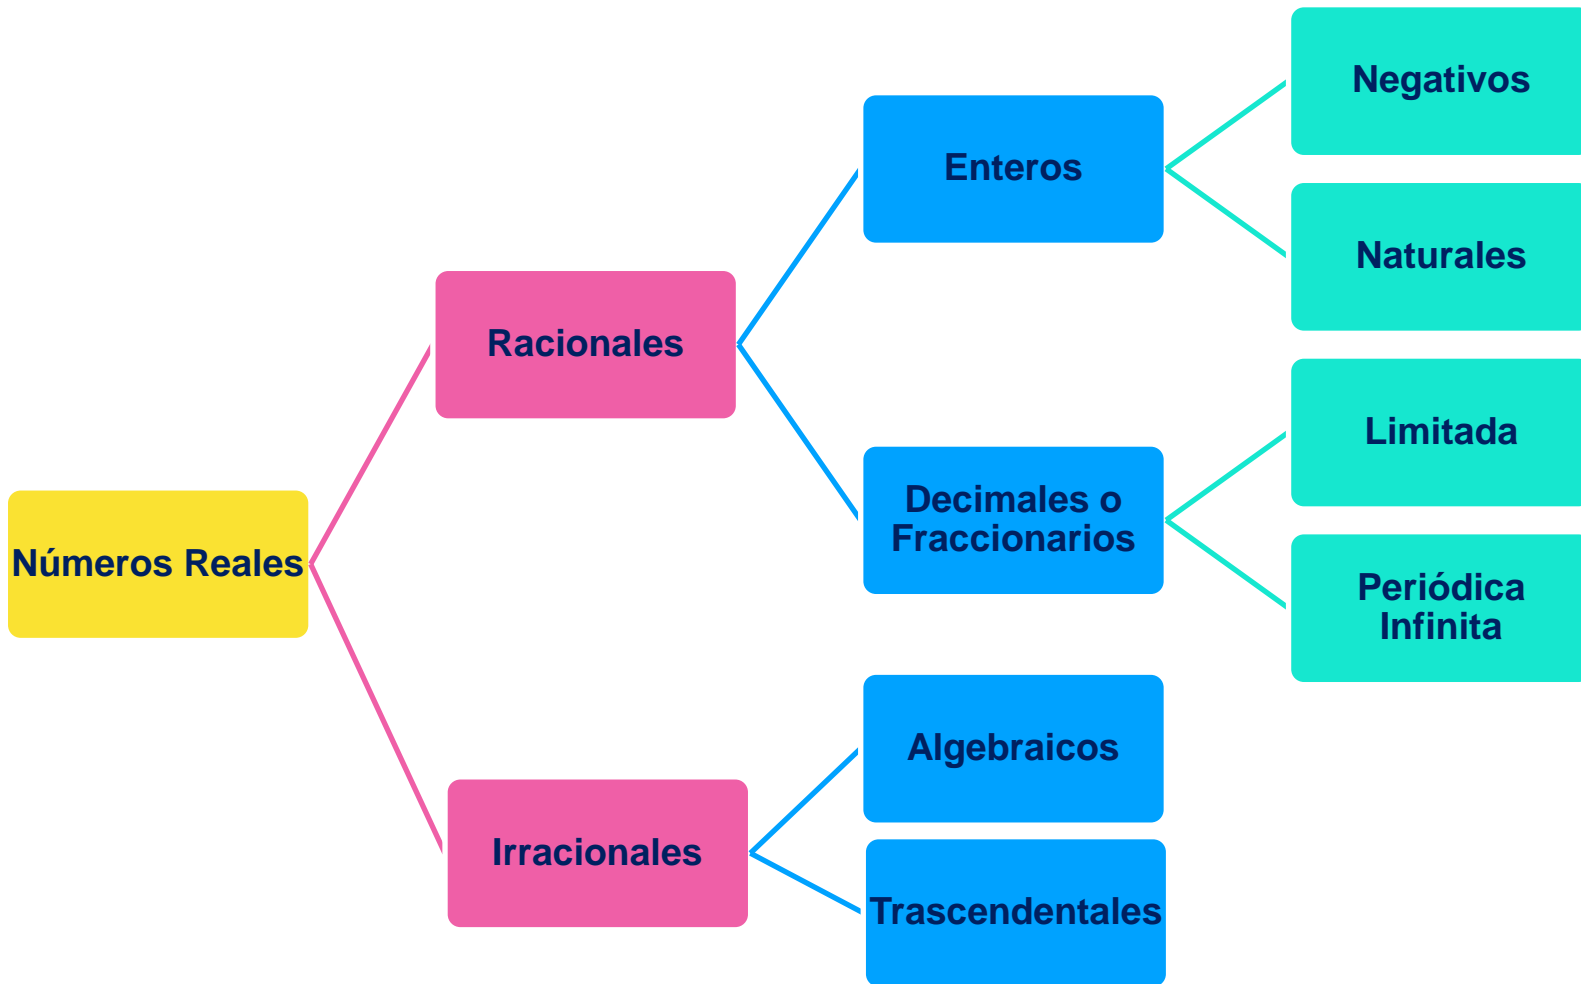 Negativos
Enteros
Naturales
Racionales
Limitada
Decimales o
Fraccionarios
Números Reales
Periódica
Infinita
Algebraicos
Irracionales
Trascendentales